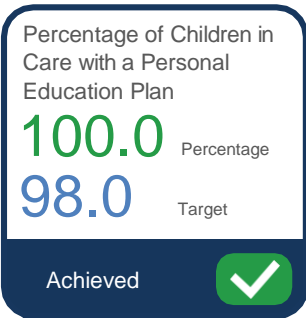 Percentage of Children in
Care with a Personal
Education Plan
100.0 Percentage
98.0 Target
Achieved